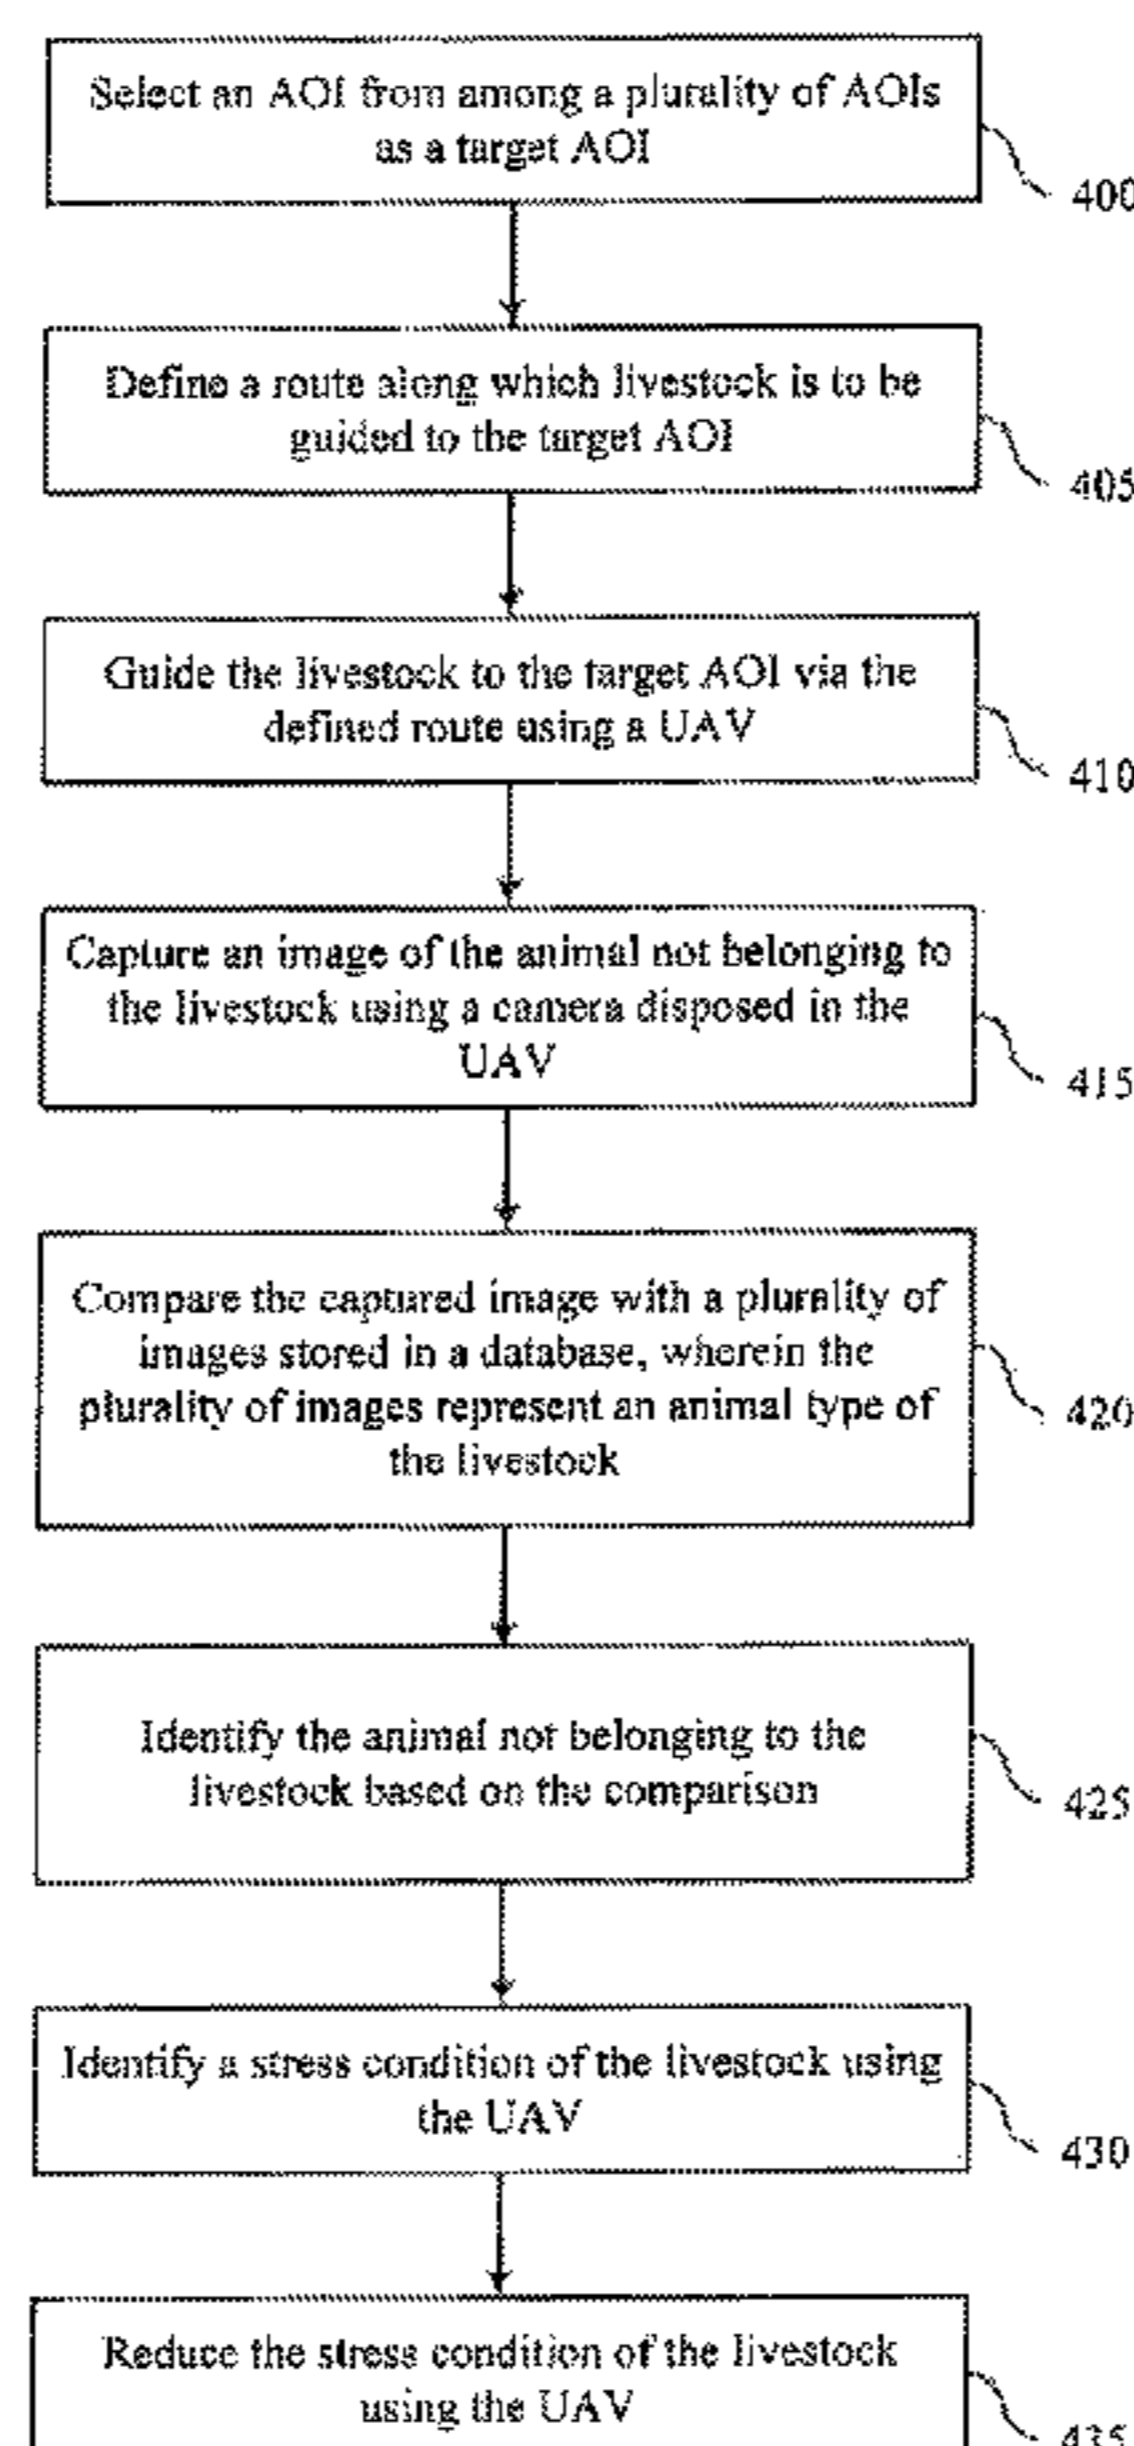 Select an AOI from among a plurality of AOIs
as a target AOI
400
Define a route along which livestock is to be
guided to the target AOI
405
Guide the livestock to the target AOI via the
defined route using a UAV
410
Capture an image of the animal not belonging to
the livestock using a camera disposed in the
UAV
415
Compare the captured image with a plurality of
images stored in a database, wherein the
plurality of images represent an animal type of
the livestock
420
Identify the animal not belonging to the
livestock based on the comparison
425
Identify a stress condition of the livestock using
the UAV
430
Reduce the stress condition of the livestock
using the UAV
435